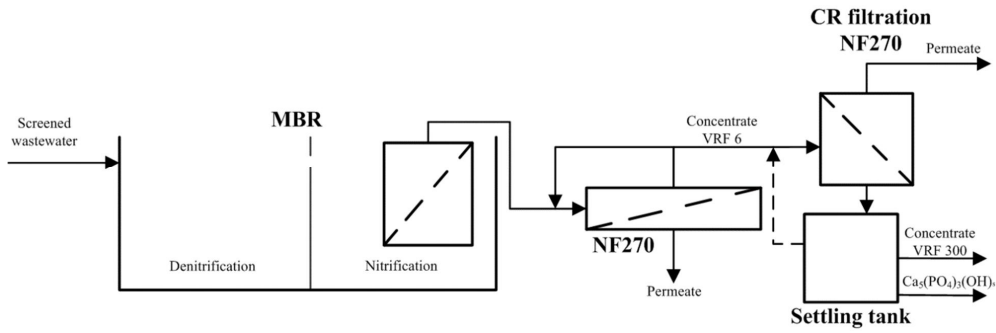 CR filtration
NF270
Permeate
Screened
wastewater
MBR
Concentrate
VRF 6
NF270
Permeate
Denitrification
Nitrification
Concentrate
VRF 300
Ca₅(PO₄)₃(OH)
Settling tank